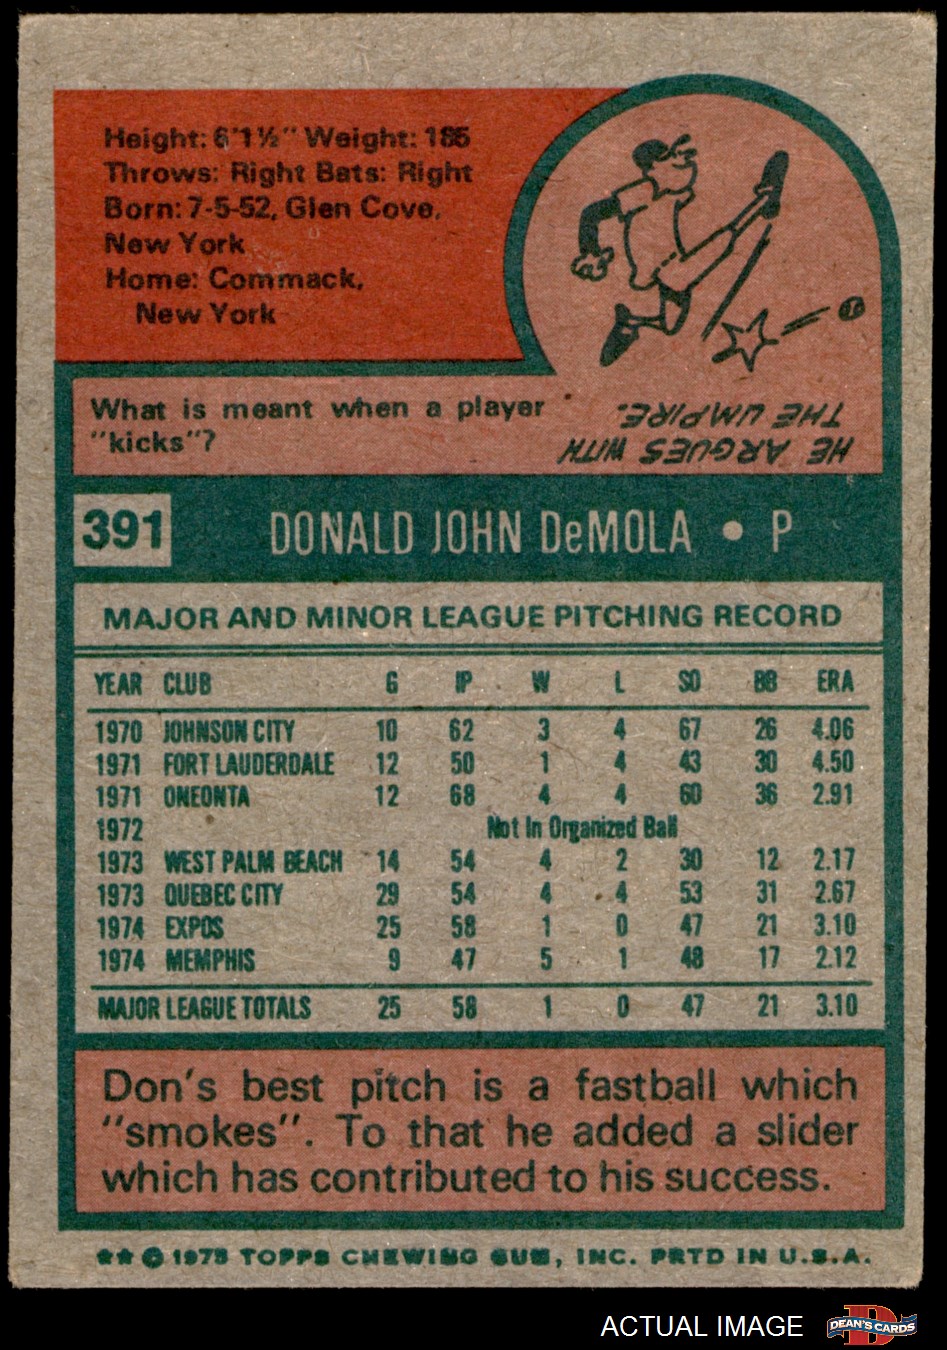 Height: 6'1½" Weight: 185
Throws: Right Bats: Right
Born: 7-5-52, Glen Cove,
New York
Home: Commack,
New York
What is meant when a player
"kicks"?
HE ARGUES WITH
THE UMPIRE.
391 DONALD JOHN DeMOLA • P
MAJOR AND MINOR LEAGUE PITCHING RECORD
YEAR CLUB G IP W L SO BB ERA
1970 JOHNSON CITY 10 62 3 4 67 26 4.06
1971 FORT LAUDERDALE 12 50 1 4 43 30 4.50
1971 ONEONTA 12 68 4 4 60 36 2.91
1972 Not In Organized Ball
1973 WEST PALM BEACH 14 54 4 2 30 12 2.17
1973 QUEBEC CITY 29 54 4 4 53 31 2.67
1974 EXPOS 25 58 1 0 47 21 3.10
1974 MEMPHIS 9 47 5 1 48 17 2.12
MAJOR LEAGUE TOTALS 25 58 1 0 47 21 3.10
Don's best pitch is a fastball which
"smokes". To that he added a slider
which has contributed to his success.
** © 1975 TOPPS CHEWING GUM, INC. PRTD IN U.S.A.
ACTUAL IMAGE
DEAN'S CARDS